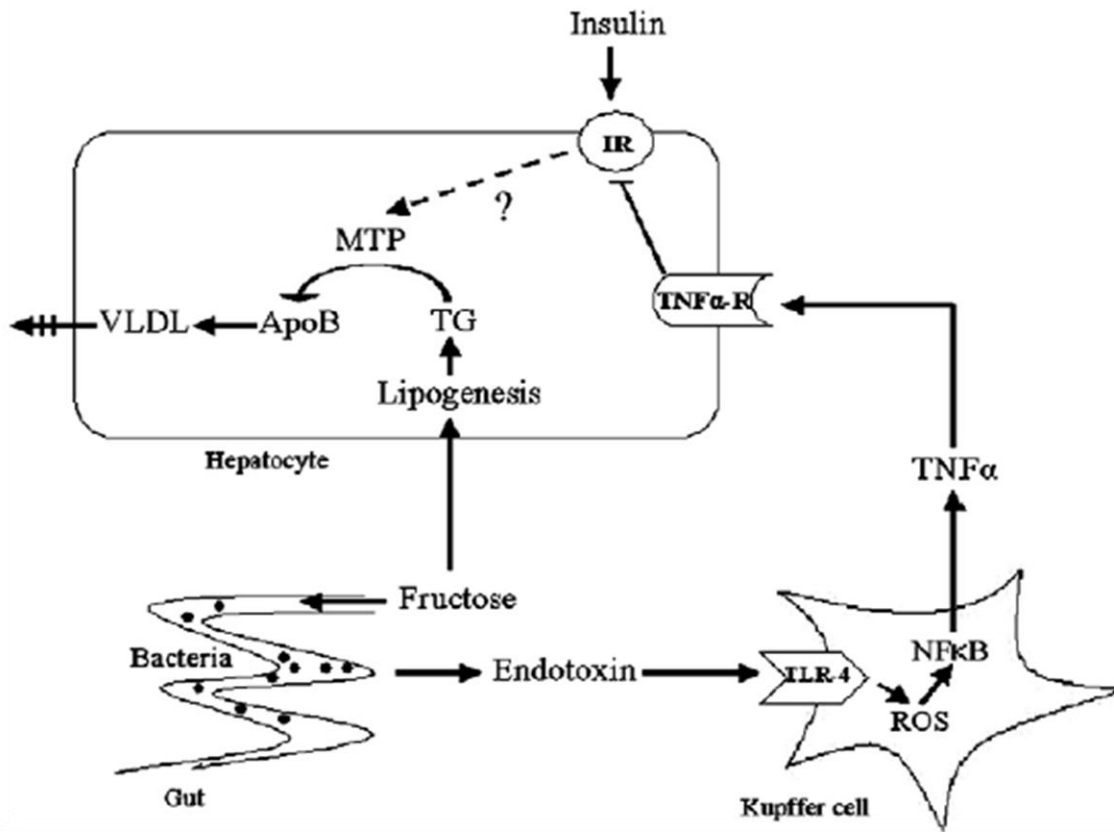 Insulin
IR
?
MTP
TNFα-R
VLDL
ApoB
TG
Lipogenesis
Hepatocyte
TNFα
Fructose
Bacteria
Endotoxin
TLR-4
NFκB
ROS
Gut
Kupffer cell